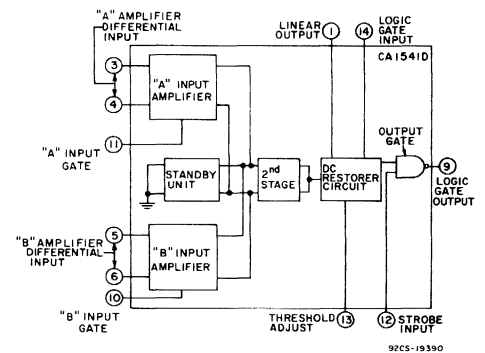 "A" AMPLIFIER
DIFFERENTIAL
INPUT
LINEAR
OUTPUT
1
14
LOGIC
GATE
INPUT
CA1541D
3
4
11
"A" INPUT
AMPLIFIER
"A" INPUT
GATE
STANDBY
UNIT
2nd
STAGE
DC
RESTORER
CIRCUIT
OUTPUT
GATE
9
LOGIC
GATE
OUTPUT
5
"B" AMPLIFIER
DIFFERENTIAL
INPUT
6
10
"B" INPUT
AMPLIFIER
"B" INPUT
GATE
THRESHOLD
ADJUST
13
12
STROBE
INPUT
92CS-19390